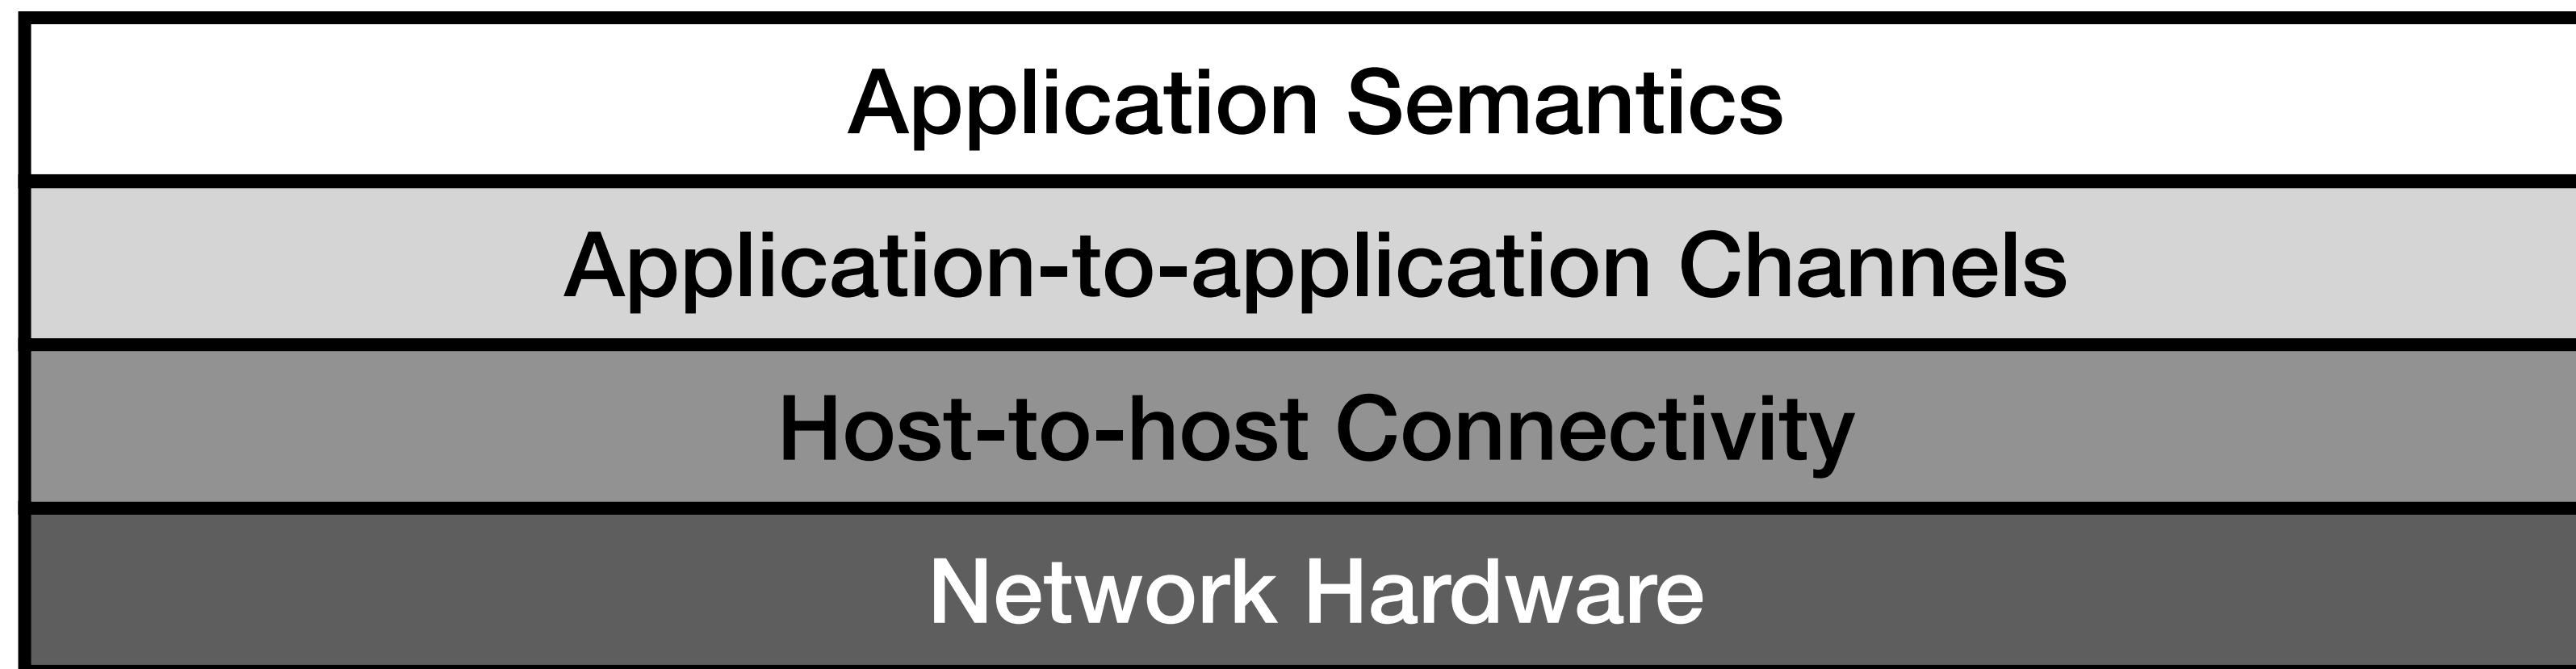 Application Semantics
Application-to-application Channels
Host-to-host Connectivity
Network Hardware